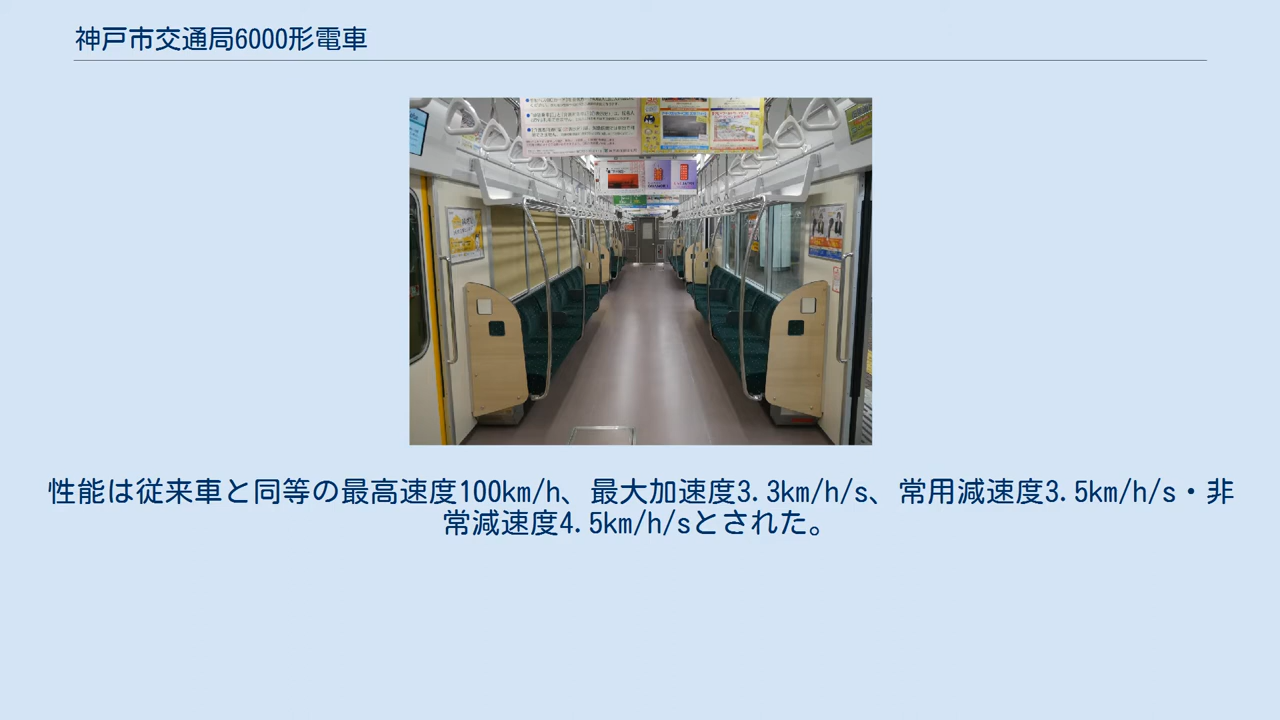 神戸市交通局6000形電車
性能は従来車と同等の最高速度100km/h、最大加速度3.3km/h/s、常用減速度3.5km/h/s・非
常減速度4.5km/h/sとされた。